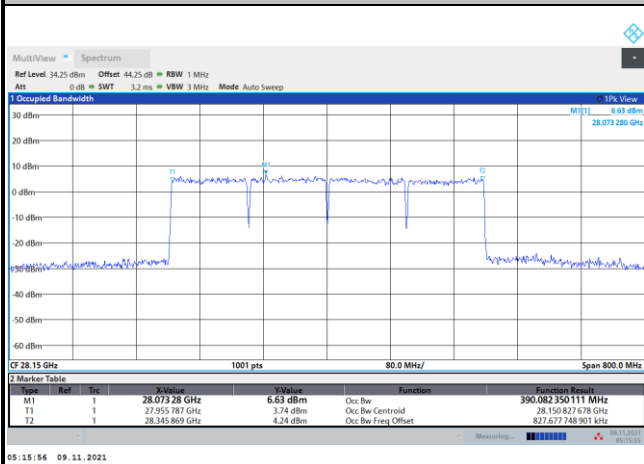 MultiView Spectrum
Ref Level 34.25 dBm Offset 44.25 dB RBW 1 MHz
Att 0 dB SWT 3.2 ms VBW 3 MHz Mode Auto Sweep
1 Occupied Bandwidth 1Pk View
M1[1] 6.63 dBm
28.073 280 GHz
30 dBm
20 dBm
M1
T1 T2
10 dBm
0 dBm
-10 dBm
-20 dBm
-30 dBm
-40 dBm
-50 dBm
-60 dBm
CF 28.15 GHz 1001 pts 80.0 MHz/ Span 800.0 MHz
2 Marker Table
Type Ref Trc X-Value Y-Value Function Function Result
M1 1 28.073 28 GHz 6.63 dBm Occ Bw 390.082 350 111 MHz
T1 1 27.955 787 GHz 3.74 dBm Occ Bw Centroid 28.150 827 678 GHz
T2 1 28.345 869 GHz 4.24 dBm Occ Bw Freq Offset 827.677 748 901 kHz
Measuring... 09.11.2021
05:15:55
05:15:56 09.11.2021